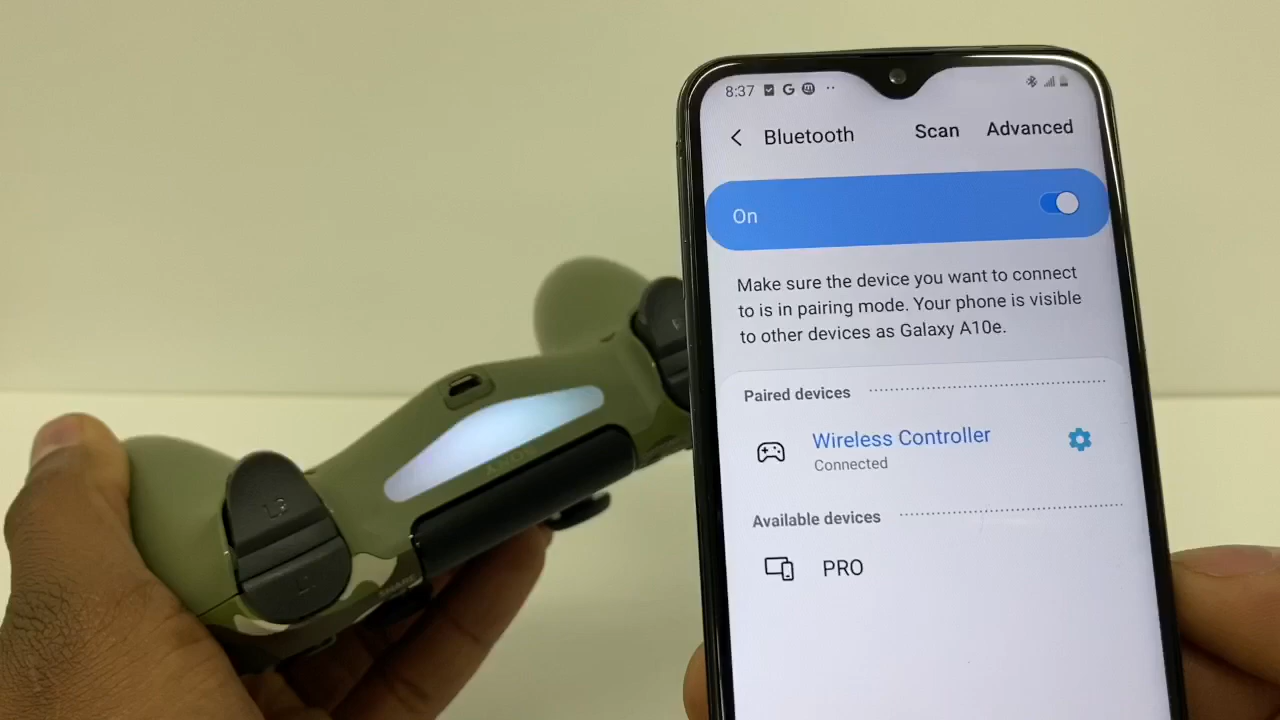 8:37
Bluetooth Scan Advanced
On
Make sure the device you want to connect
to is in pairing mode. Your phone is visible
to other devices as Galaxy A10e.
Paired devices
Wireless Controller
Connected
Available devices
PRO
SHARE